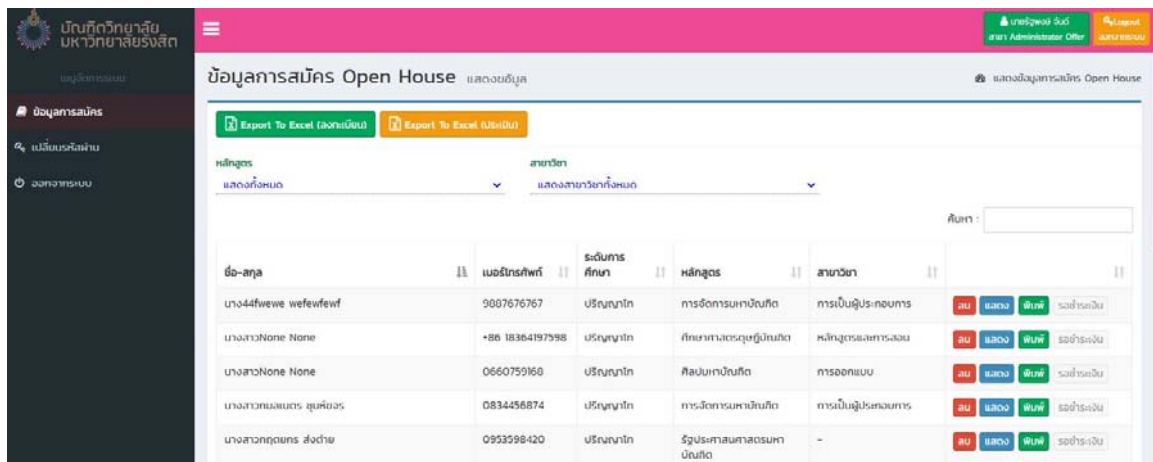 บัณฑิตวิทยาลัย
มหาวิทยาลัยรังสิต
สาขา Administrator Offer
Logout
ออกจากระบบ
เมนูจัดการระบบ
ข้อมูลการสมัคร Open House แสดงข้อมูล
แสดงข้อมูลการสมัคร Open House
ข้อมูลการสมัคร
เปลี่ยนรหัสผ่าน
ออกจากระบบ
Export To Excel (ลงทะเบียน) Export To Excel (ประเมิน)
หลักสูตร สาขาวิชา
แสดงทั้งหมด แสดงสาขาวิชาทั้งหมด
ค้นหา :
ชื่อ-สกุล เบอร์โทรศัพท์ ระดับการศึกษา หลักสูตร สาขาวิชา
นาง44fwewe wefewfewf 9887676767 ปริญญาโท การจัดการมหาบัณฑิต การเป็นผู้ประกอบการ ลบ แสดง พิมพ์ รอชำระเงิน
นางสาวNone None +86 18364197598 ปริญญาโท ศึกษาศาสตรดุษฎีบัณฑิต หลักสูตรและการสอน ลบ แสดง พิมพ์ รอชำระเงิน
นางสาวNone None 0660759168 ปริญญาโท ศิลปมหาบัณฑิต การออกแบบ ลบ แสดง พิมพ์ รอชำระเงิน
0834456874 ปริญญาโท การจัดการมหาบัณฑิต การเป็นผู้ประกอบการ ลบ แสดง พิมพ์ รอชำระเงิน
0953598420 ปริญญาโท รัฐประศาสนศาสตรมหาบัณฑิต - ลบ แสดง พิมพ์ รอชำระเงิน